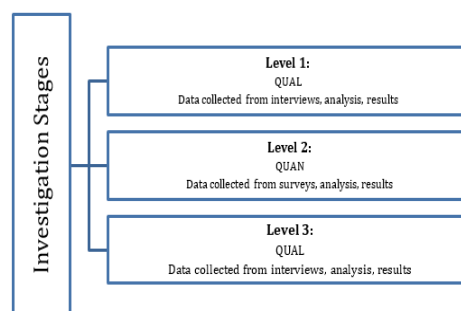 Investigation Stages
Level 1:
QUAL
Data collected from interviews, analysis, results
Level 2:
QUAN
Data collected from surveys, analysis, results
Level 3:
QUAL
Data collected from interviews, analysis, results